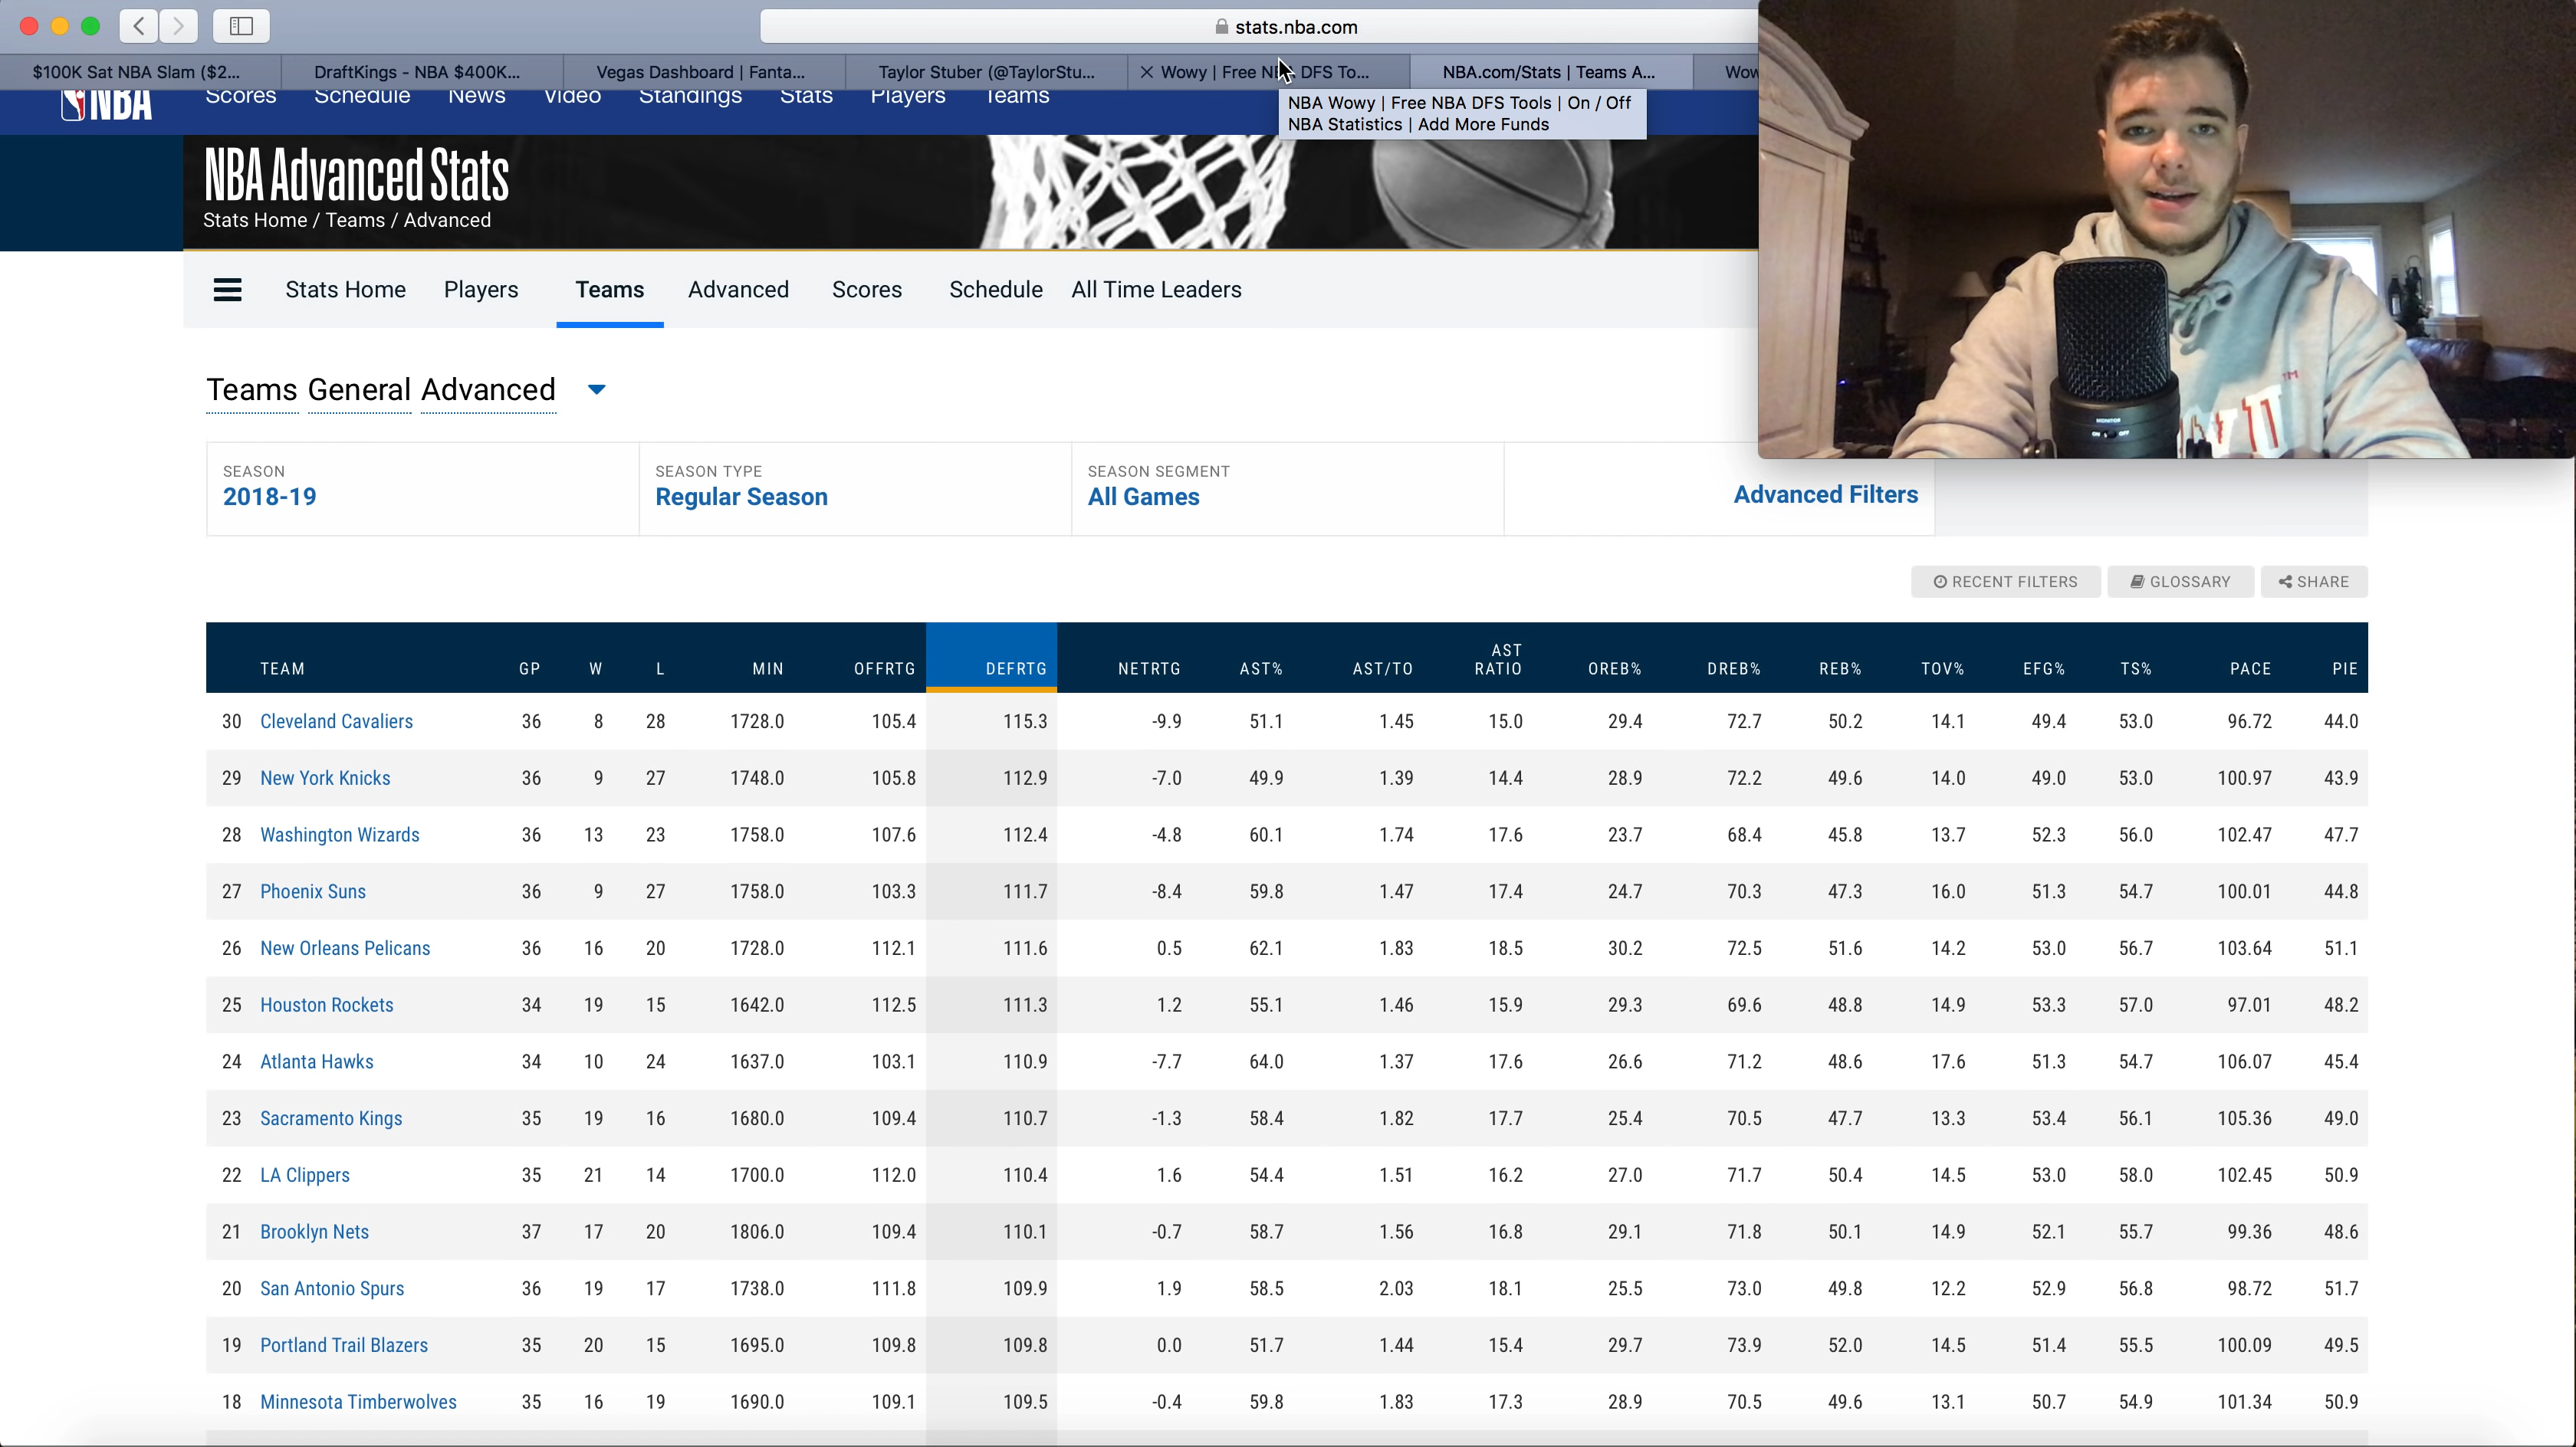 stats.nba.com
$100K Sat NBA Slam ($2... DraftKings - NBA $400K... Vegas Dashboard | Fanta... Taylor Stuber (@TaylorStu... Wowy | Free NB DFS To... NBA.com/Stats | Teams A... Wow
NBA Scores Schedule News Video Standings Stats Players Teams
NBA Wowy | Free NBA DFS Tools | On / Off
NBA Statistics | Add More Funds
NBA Advanced Stats
Stats Home / Teams / Advanced
Stats Home Players Teams Advanced Scores Schedule All Time Leaders
MONITOR
ON OFF
TM
Teams General Advanced
SEASON SEASON TYPE SEASON SEGMENT
2018-19 Regular Season All Games Advanced Filters
RECENT FILTERS GLOSSARY SHARE
TEAM GP W L MIN OFFRTG DEFRTG NETRTG AST% AST/TO AST RATIO OREB% DREB% REB% TOV% EFG% TS% PACE PIE
30 Cleveland Cavaliers 36 8 28 1728.0 105.4 115.3 -9.9 51.1 1.45 15.0 29.4 72.7 50.2 14.1 49.4 53.0 96.72 44.0
29 New York Knicks 36 9 27 1748.0 105.8 112.9 -7.0 49.9 1.39 14.4 28.9 72.2 49.6 14.0 49.0 53.0 100.97 43.9
28 Washington Wizards 36 13 23 1758.0 107.6 112.4 -4.8 60.1 1.74 17.6 23.7 68.4 45.8 13.7 52.3 56.0 102.47 47.7
27 Phoenix Suns 36 9 27 1758.0 103.3 111.7 -8.4 59.8 1.47 17.4 24.7 70.3 47.3 16.0 51.3 54.7 100.01 44.8
26 New Orleans Pelicans 36 16 20 1728.0 112.1 111.6 0.5 62.1 1.83 18.5 30.2 72.5 51.6 14.2 53.0 56.7 103.64 51.1
25 Houston Rockets 34 19 15 1642.0 112.5 111.3 1.2 55.1 1.46 15.9 29.3 69.6 48.8 14.9 53.3 57.0 97.01 48.2
24 Atlanta Hawks 34 10 24 1637.0 103.1 110.9 -7.7 64.0 1.37 17.6 26.6 71.2 48.6 17.6 51.3 54.7 106.07 45.4
23 Sacramento Kings 35 19 16 1680.0 109.4 110.7 -1.3 58.4 1.82 17.7 25.4 70.5 47.7 13.3 53.4 56.1 105.36 49.0
22 LA Clippers 35 21 14 1700.0 112.0 110.4 1.6 54.4 1.51 16.2 27.0 71.7 50.4 14.5 53.0 58.0 102.45 50.9
21 Brooklyn Nets 37 17 20 1806.0 109.4 110.1 -0.7 58.7 1.56 16.8 29.1 71.8 50.1 14.9 52.1 55.7 99.36 48.6
20 San Antonio Spurs 36 19 17 1738.0 111.8 109.9 1.9 58.5 2.03 18.1 25.5 73.0 49.8 12.2 52.9 56.8 98.72 51.7
19 Portland Trail Blazers 35 20 15 1695.0 109.8 109.8 0.0 51.7 1.44 15.4 29.7 73.9 52.0 14.5 51.4 55.5 100.09 49.5
18 Minnesota Timberwolves 35 16 19 1690.0 109.1 109.5 -0.4 59.8 1.83 17.3 28.9 70.5 49.6 13.1 50.7 54.9 101.34 50.9